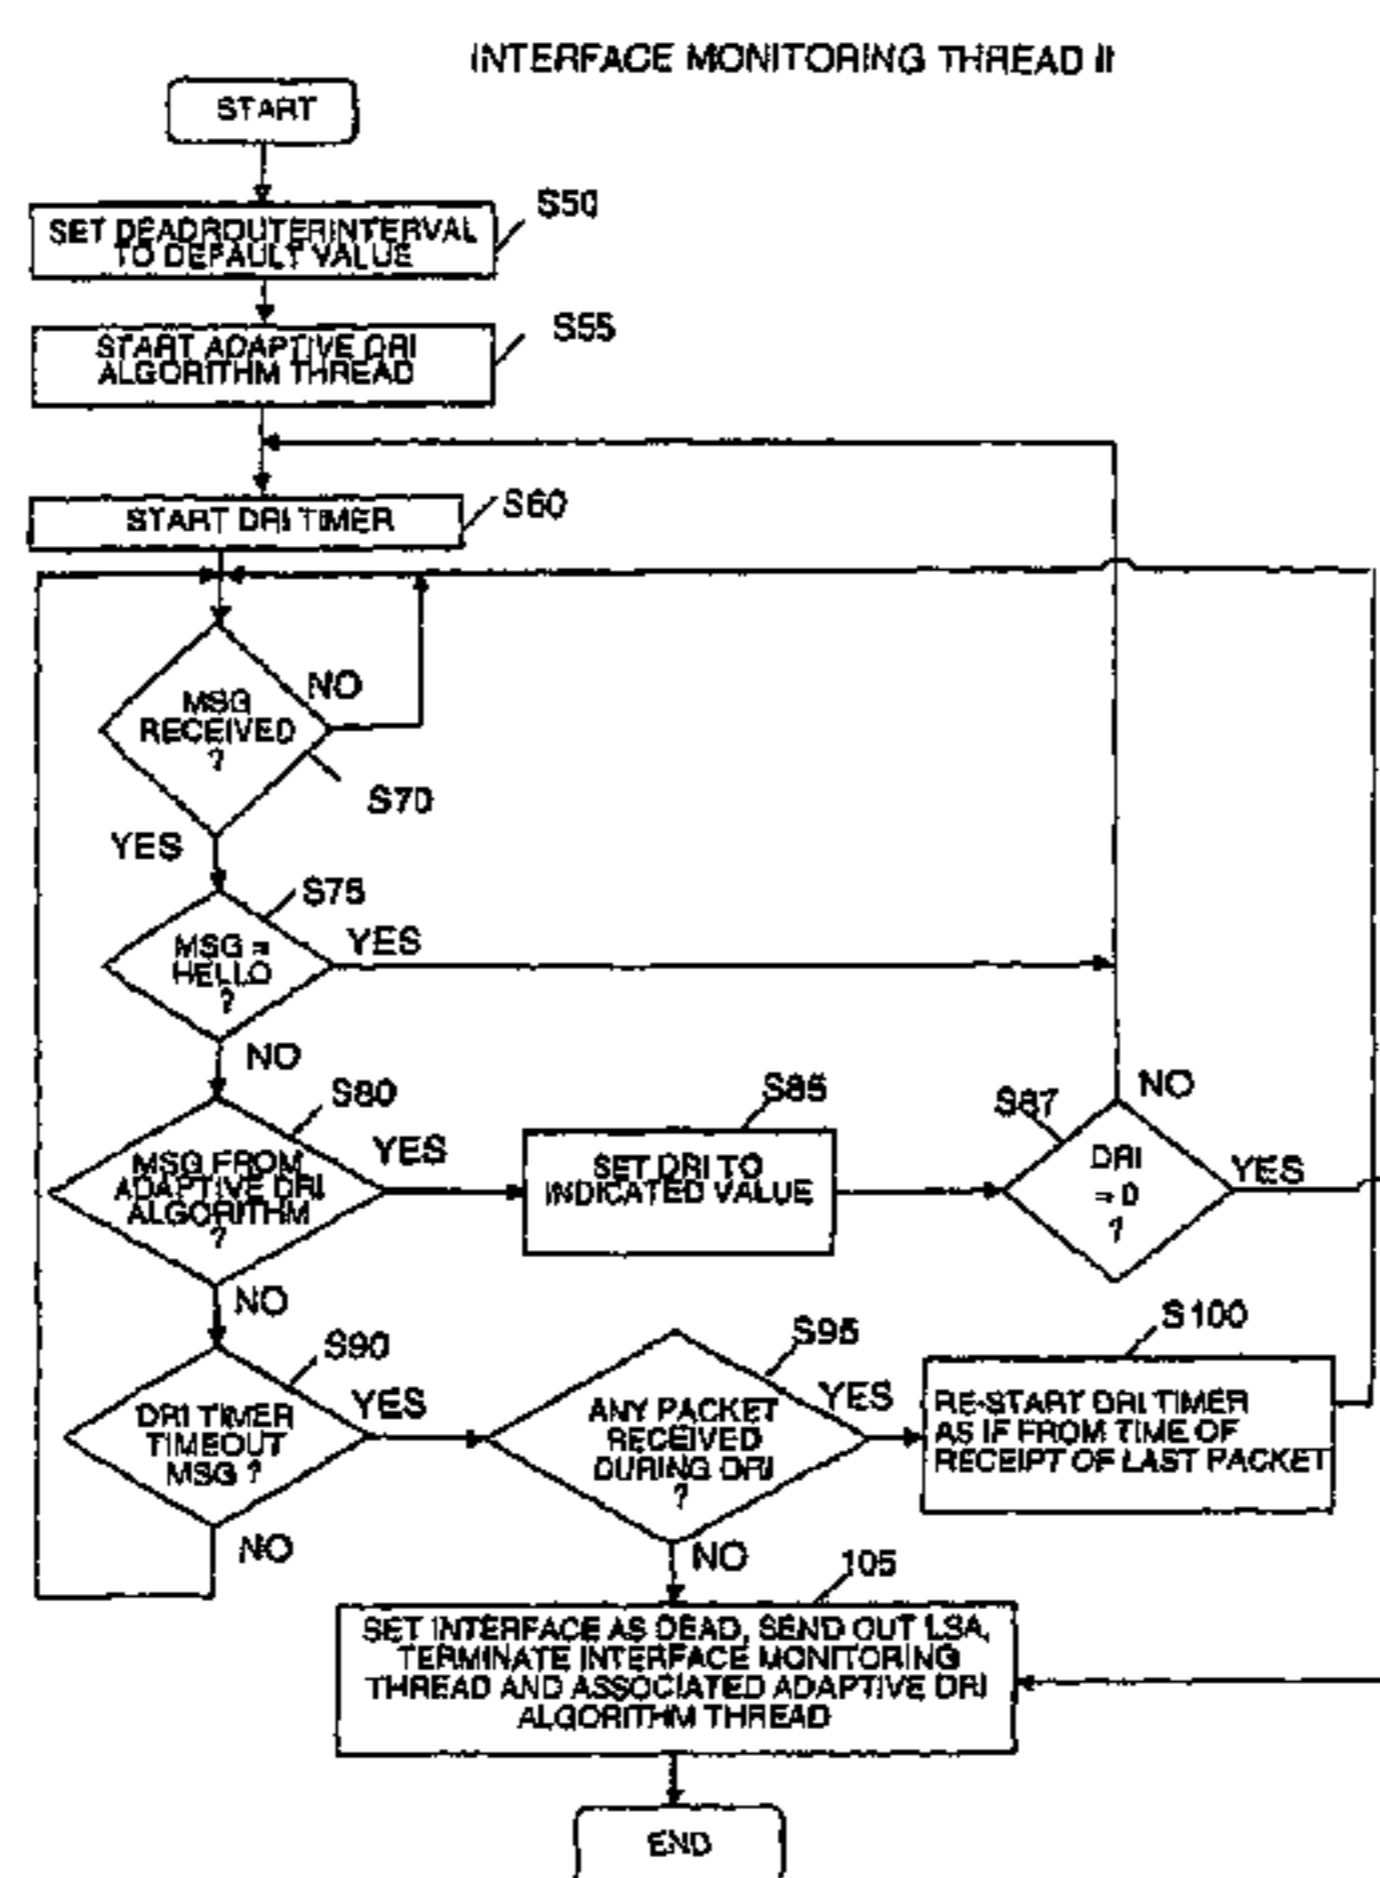 INTERFACE MONITORING THREAD II
START
S50
SET DEADROUTERINTERVAL
TO DEFAULT VALUE
S55
START ADAPTIVE DRI
ALGORITHM THREAD
S60
START DRI TIMER
NO
MSG
RECEIVED
?
S70
YES
S75
MSG =
HELLO
?
YES
NO
S80
MSG FROM
ADAPTIVE DRI
ALGORITHM
?
YES
S85
SET DRI TO
INDICATED VALUE
S87
NO
DRI
= 0
?
YES
NO
S90
DRI TIMER
TIMEOUT
MSG ?
YES
S95
ANY PACKET
RECEIVED
DURING DRI
?
YES
S100
RE-START DRI TIMER
AS IF FROM TIME OF
RECEIPT OF LAST PACKET
NO
NO
105
SET INTERFACE AS DEAD, SEND OUT LSA,
TERMINATE INTERFACE MONITORING
THREAD AND ASSOCIATED ADAPTIVE DRI
ALGORITHM THREAD
END